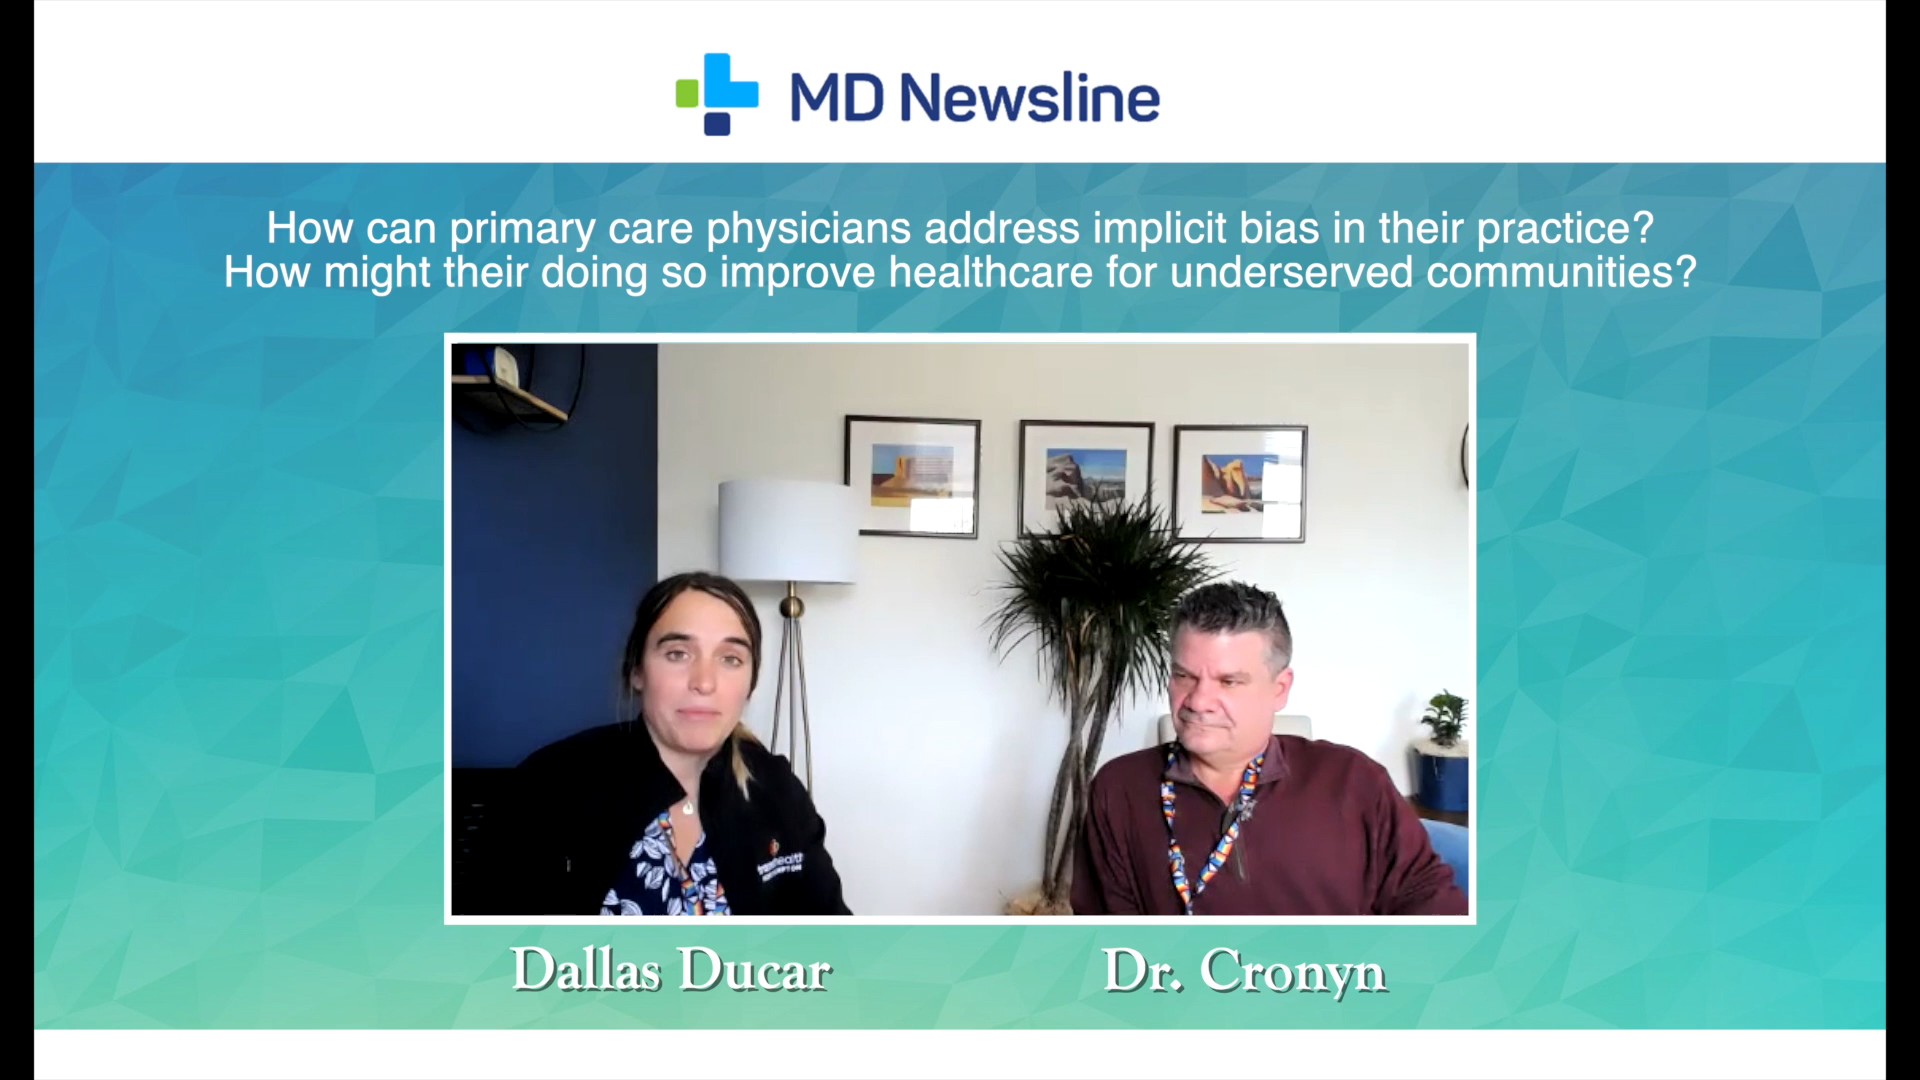 MD Newsline
How can primary care physicians address implicit bias in their practice?
How might their doing so improve healthcare for underserved communities?
Dallas Ducar
Dr. Cronyn